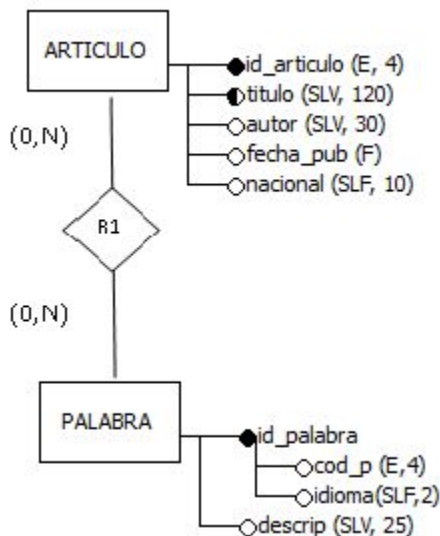 ARTICULO
id_articulo (E, 4)
titulo (SLV, 120)
autor (SLV, 30)
fecha_pub (F)
nacional (SLF, 10)
(0,N)
R1
(0,N)
PALABRA
id_palabra
cod_p (E,4)
idioma(SLF,2)
descrip (SLV, 25)